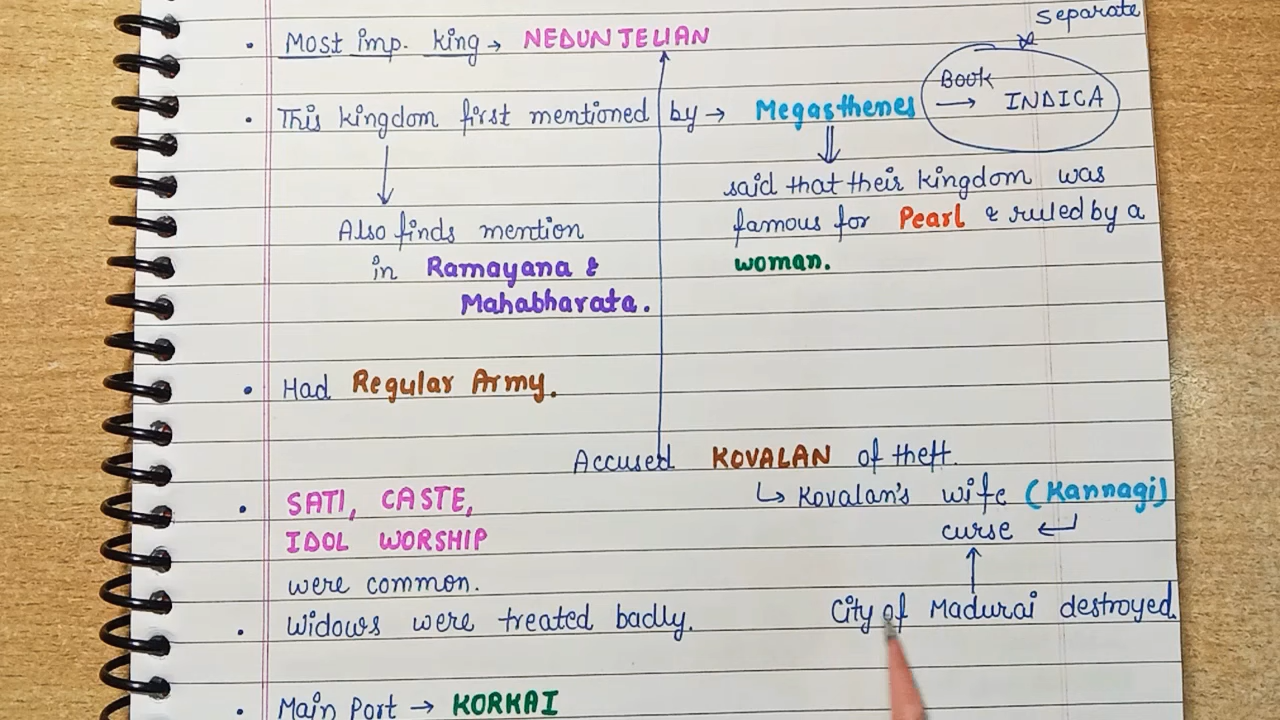 separate
• Most imp. king → NEDUNJELIAN
• This kingdom first mentioned by → Megasthenes
Book
→ INDICA
said that their kingdom was
famous for Pearl & ruled by a
woman.
Also finds mention
in Ramayana &
Mahabharata.
• Had Regular Army.
Accused KOVALAN of theft.
↳ Kovalan's wife (Kannagi)
curse ↵
City of Madurai destroyed.
• SATI, CASTE,
IDOL WORSHIP
were common.
• Widows were treated badly.
• Main Port → KORKAI